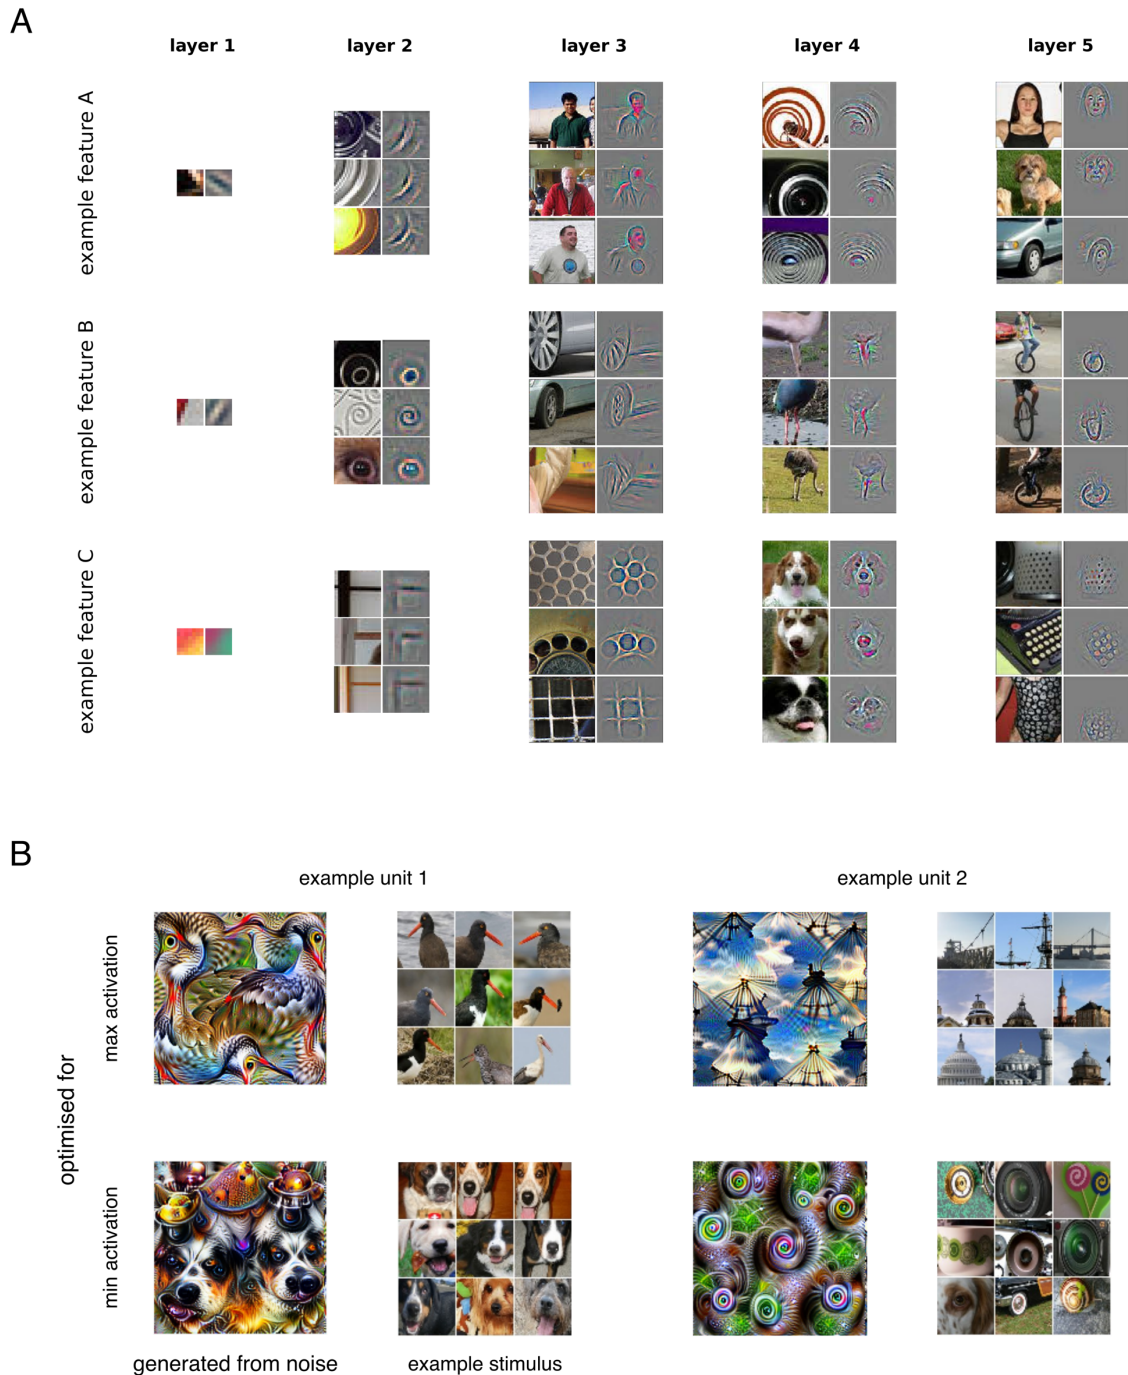 A
layer 1 layer 2 layer 3 layer 4 layer 5
example feature A
example feature B
example feature C
B
example unit 1 example unit 2
optimised for
max activation
min activation
generated from noise example stimulus